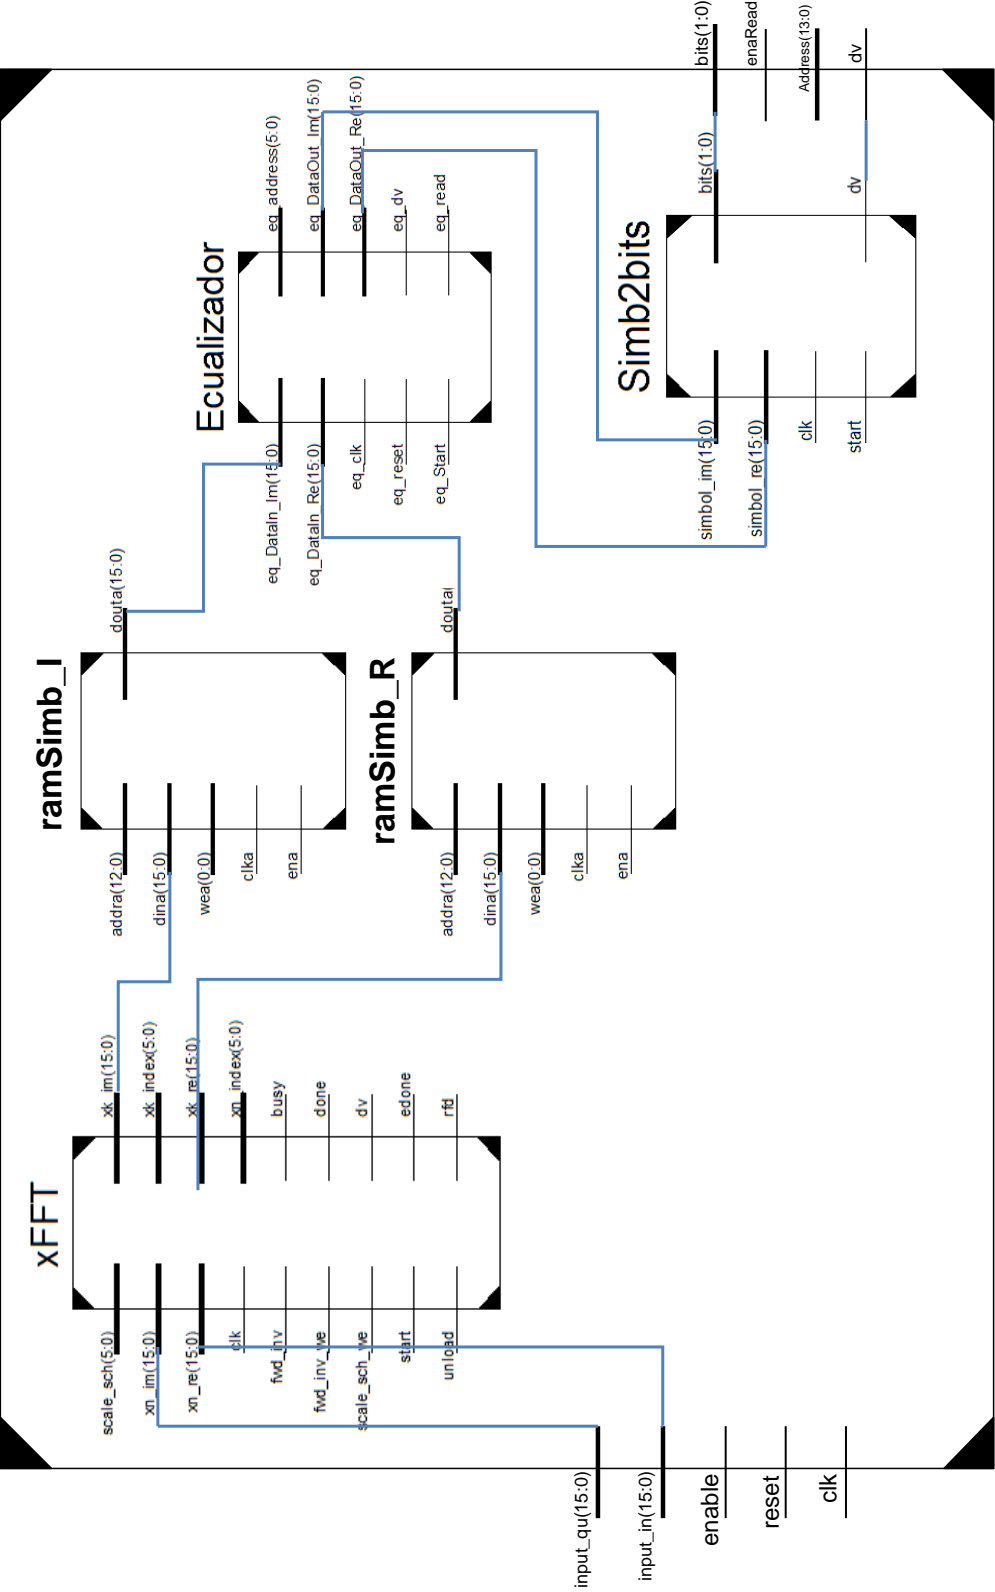 xFFT
scale_sch(5:0)
xn_im(15:0)
xn_re(15:0)
clk
fwd_inv
fwd_inv_we
scale_sch_we
start
unload
xk_im(15:0)
xk_index(5:0)
xk_re(15:0)
xn_index(5:0)
busy
done
dv
edone
rfd
input_qu(15:0)
input_in(15:0)
enable
reset
clk
ramSimb_I
addra(12:0)
dina(15:0)
wea(0:0)
clka
ena
douta(15:0)
ramSimb_R
addra(12:0)
dina(15:0)
wea(0:0)
clka
ena
douta(
Ecualizador
eq_DataIn_Im(15:0)
eq_DataIn_Re(15:0)
eq_clk
eq_reset
eq_Start
eq_address(5:0)
eq_DataOut_Im(15:0)
eq_DataOut_Re(15:0)
eq_dv
eq_read
Simb2bits
simbol_im(15:0)
simbol_re(15:0)
clk
start
bits(1:0)
dv
bits(1:0)
enaRead
Address(13:0)
dv